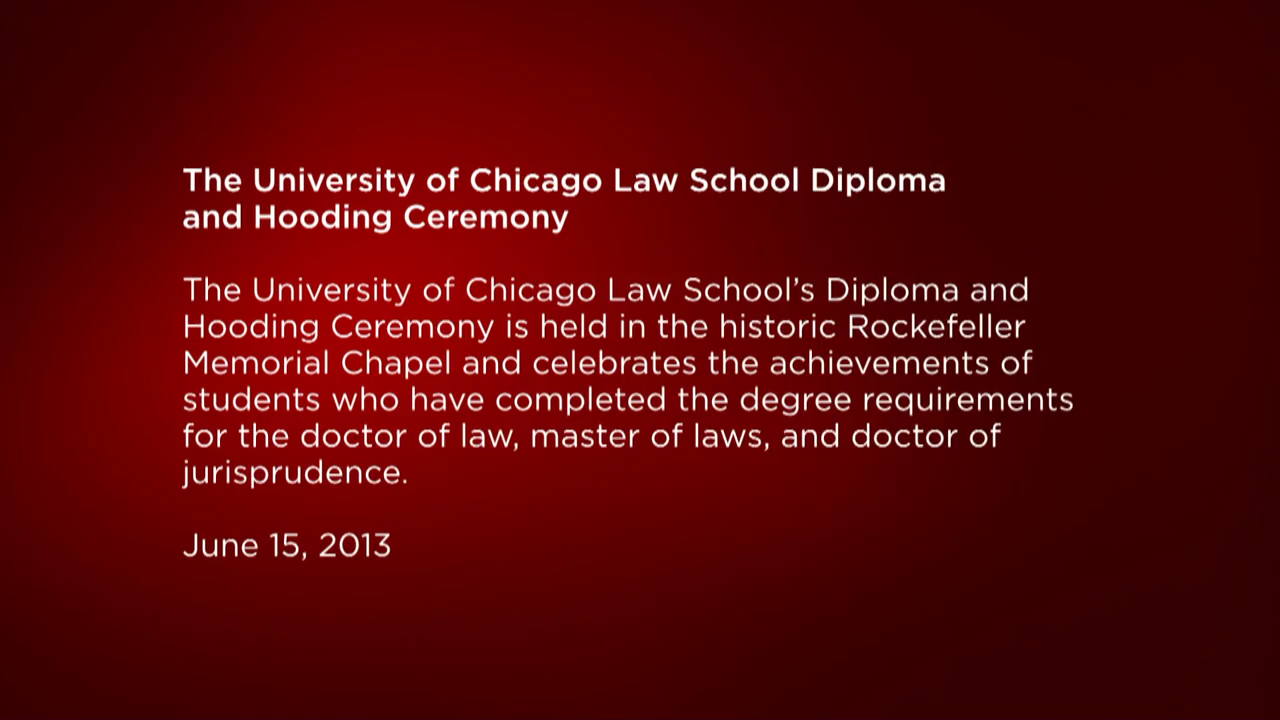 The University of Chicago Law School Diploma
and Hooding Ceremony
The University of Chicago Law School’s Diploma and
Hooding Ceremony is held in the historic Rockefeller
Memorial Chapel and celebrates the achievements of
students who have completed the degree requirements
for the doctor of law, master of laws, and doctor of
jurisprudence.
June 15, 2013